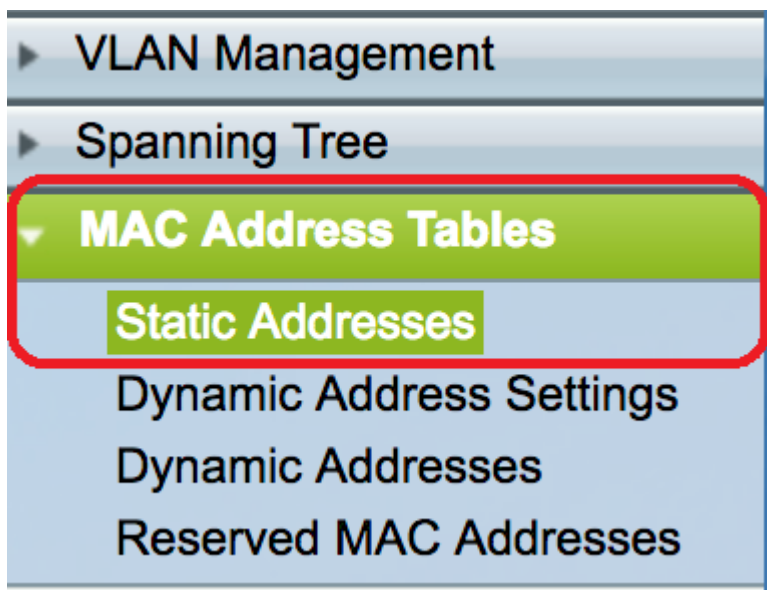 VLAN Management
Spanning Tree
MAC Address Tables
Static Addresses
Dynamic Address Settings
Dynamic Addresses
Reserved MAC Addresses